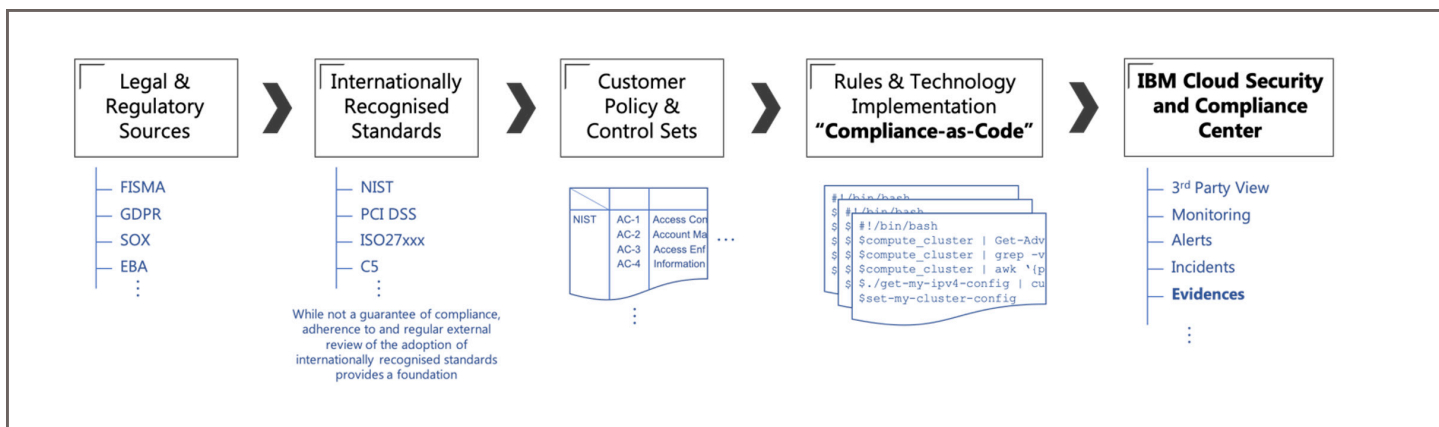 Legal &
Regulatory
Sources
FISMA
GDPR
SOX
EBA
Internationally
Recognised
Standards
NIST
PCI DSS
ISO27xxx
C5
While not a guarantee of compliance,
adherence to and regular external
review of the adoption of
internationally recognised standards
provides a foundation
Customer
Policy &
Control Sets
NIST AC-1 Access Con
AC-2 Account Ma
AC-3 Access Enf
AC-4 Information
...
Rules & Technology
Implementation
“Compliance-as-Code”
#!/bin/bash
#!/bin/bash
#!/bin/bash
$compute_cluster | Get-Adv
$compute_cluster | grep -v
$compute_cluster | awk '{p
$./get-my-ipv4-config | cu
$set-my-cluster-config
IBM Cloud Security
and Compliance
Center
3rd Party View
Monitoring
Alerts
Incidents
Evidences